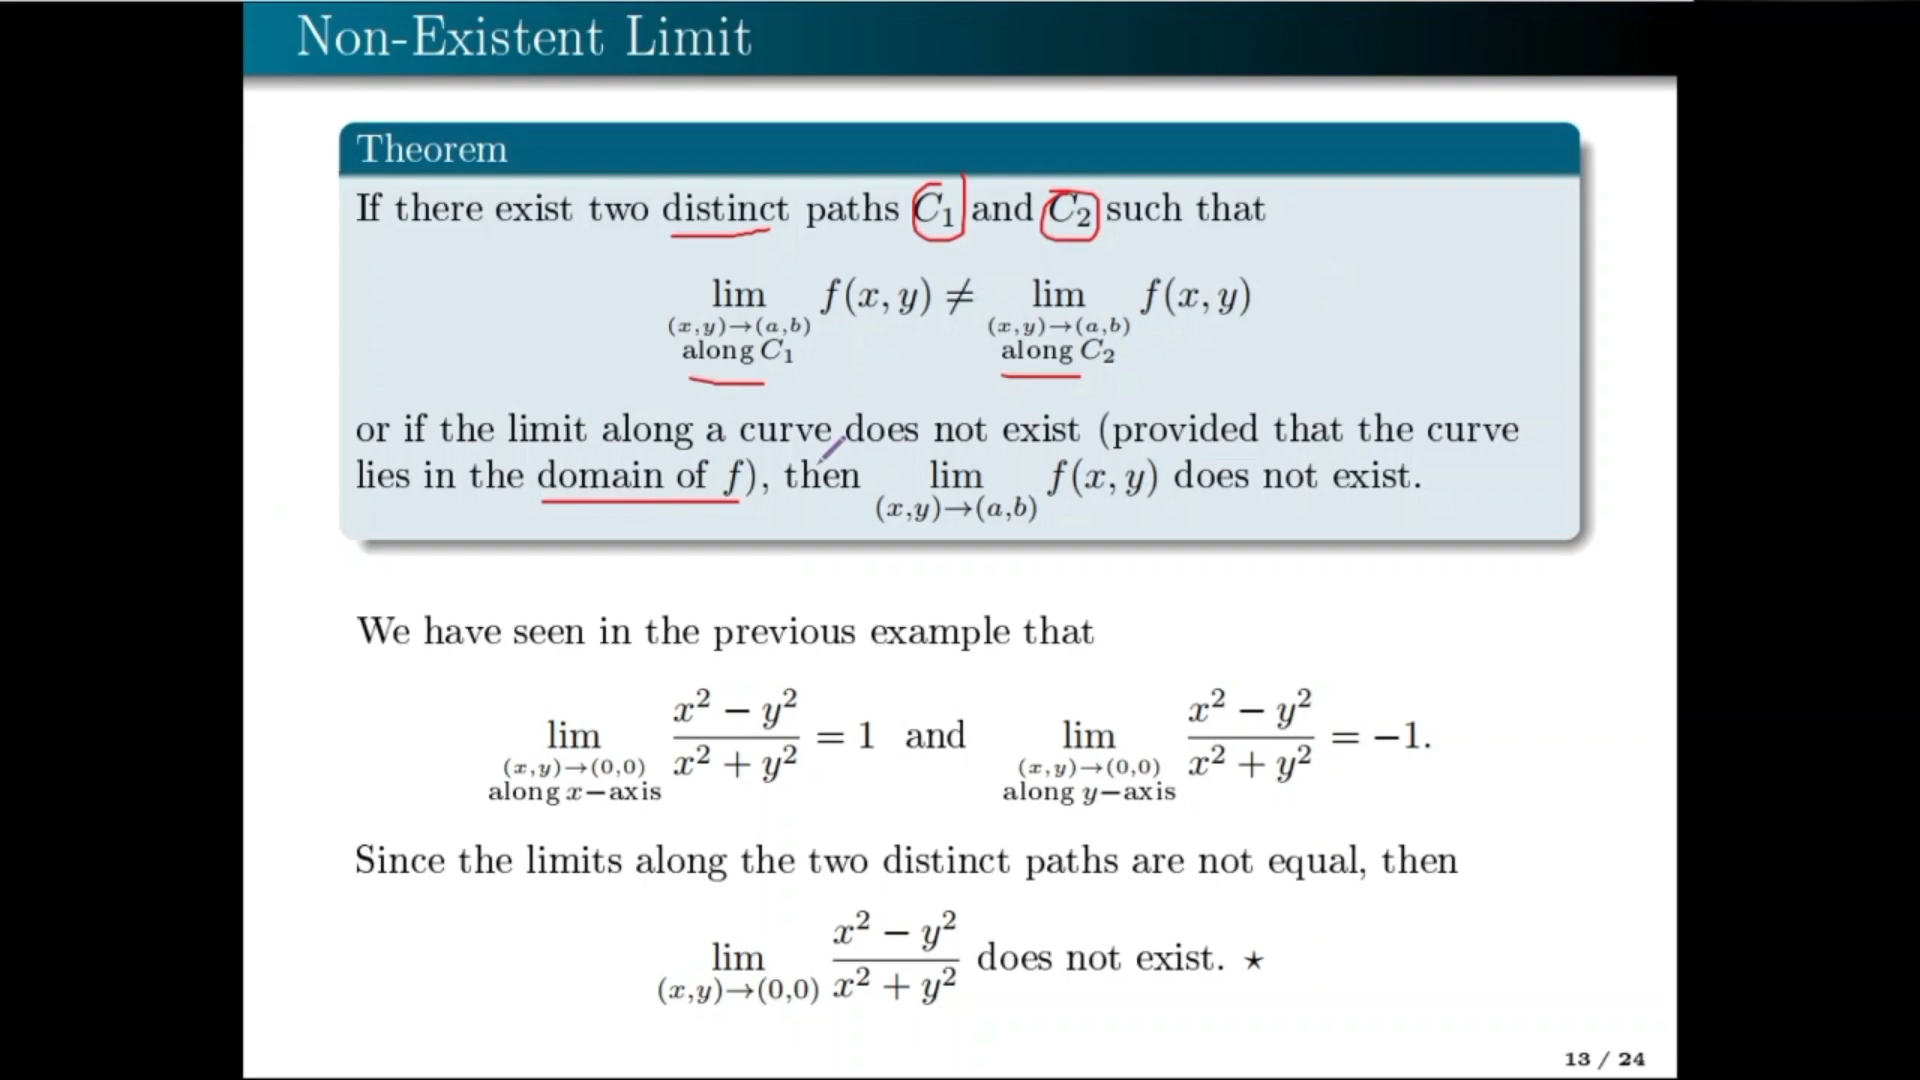 Non-Existent Limit
Theorem
If there exist two distinct paths C₁ and C₂ such that
lim f(x, y) ≠ lim f(x, y)
(x,y)→(a,b) (x,y)→(a,b)
along C₁ along C₂
or if the limit along a curve does not exist (provided that the curve
lies in the domain of f), then lim f(x, y) does not exist.
(x,y)→(a,b)
We have seen in the previous example that
lim (x² − y²)/(x² + y²) = 1 and lim (x² − y²)/(x² + y²) = −1.
(x,y)→(0,0) (x,y)→(0,0)
along x−axis along y−axis
Since the limits along the two distinct paths are not equal, then
lim (x² − y²)/(x² + y²) does not exist. ⋆
(x,y)→(0,0)
13 / 24